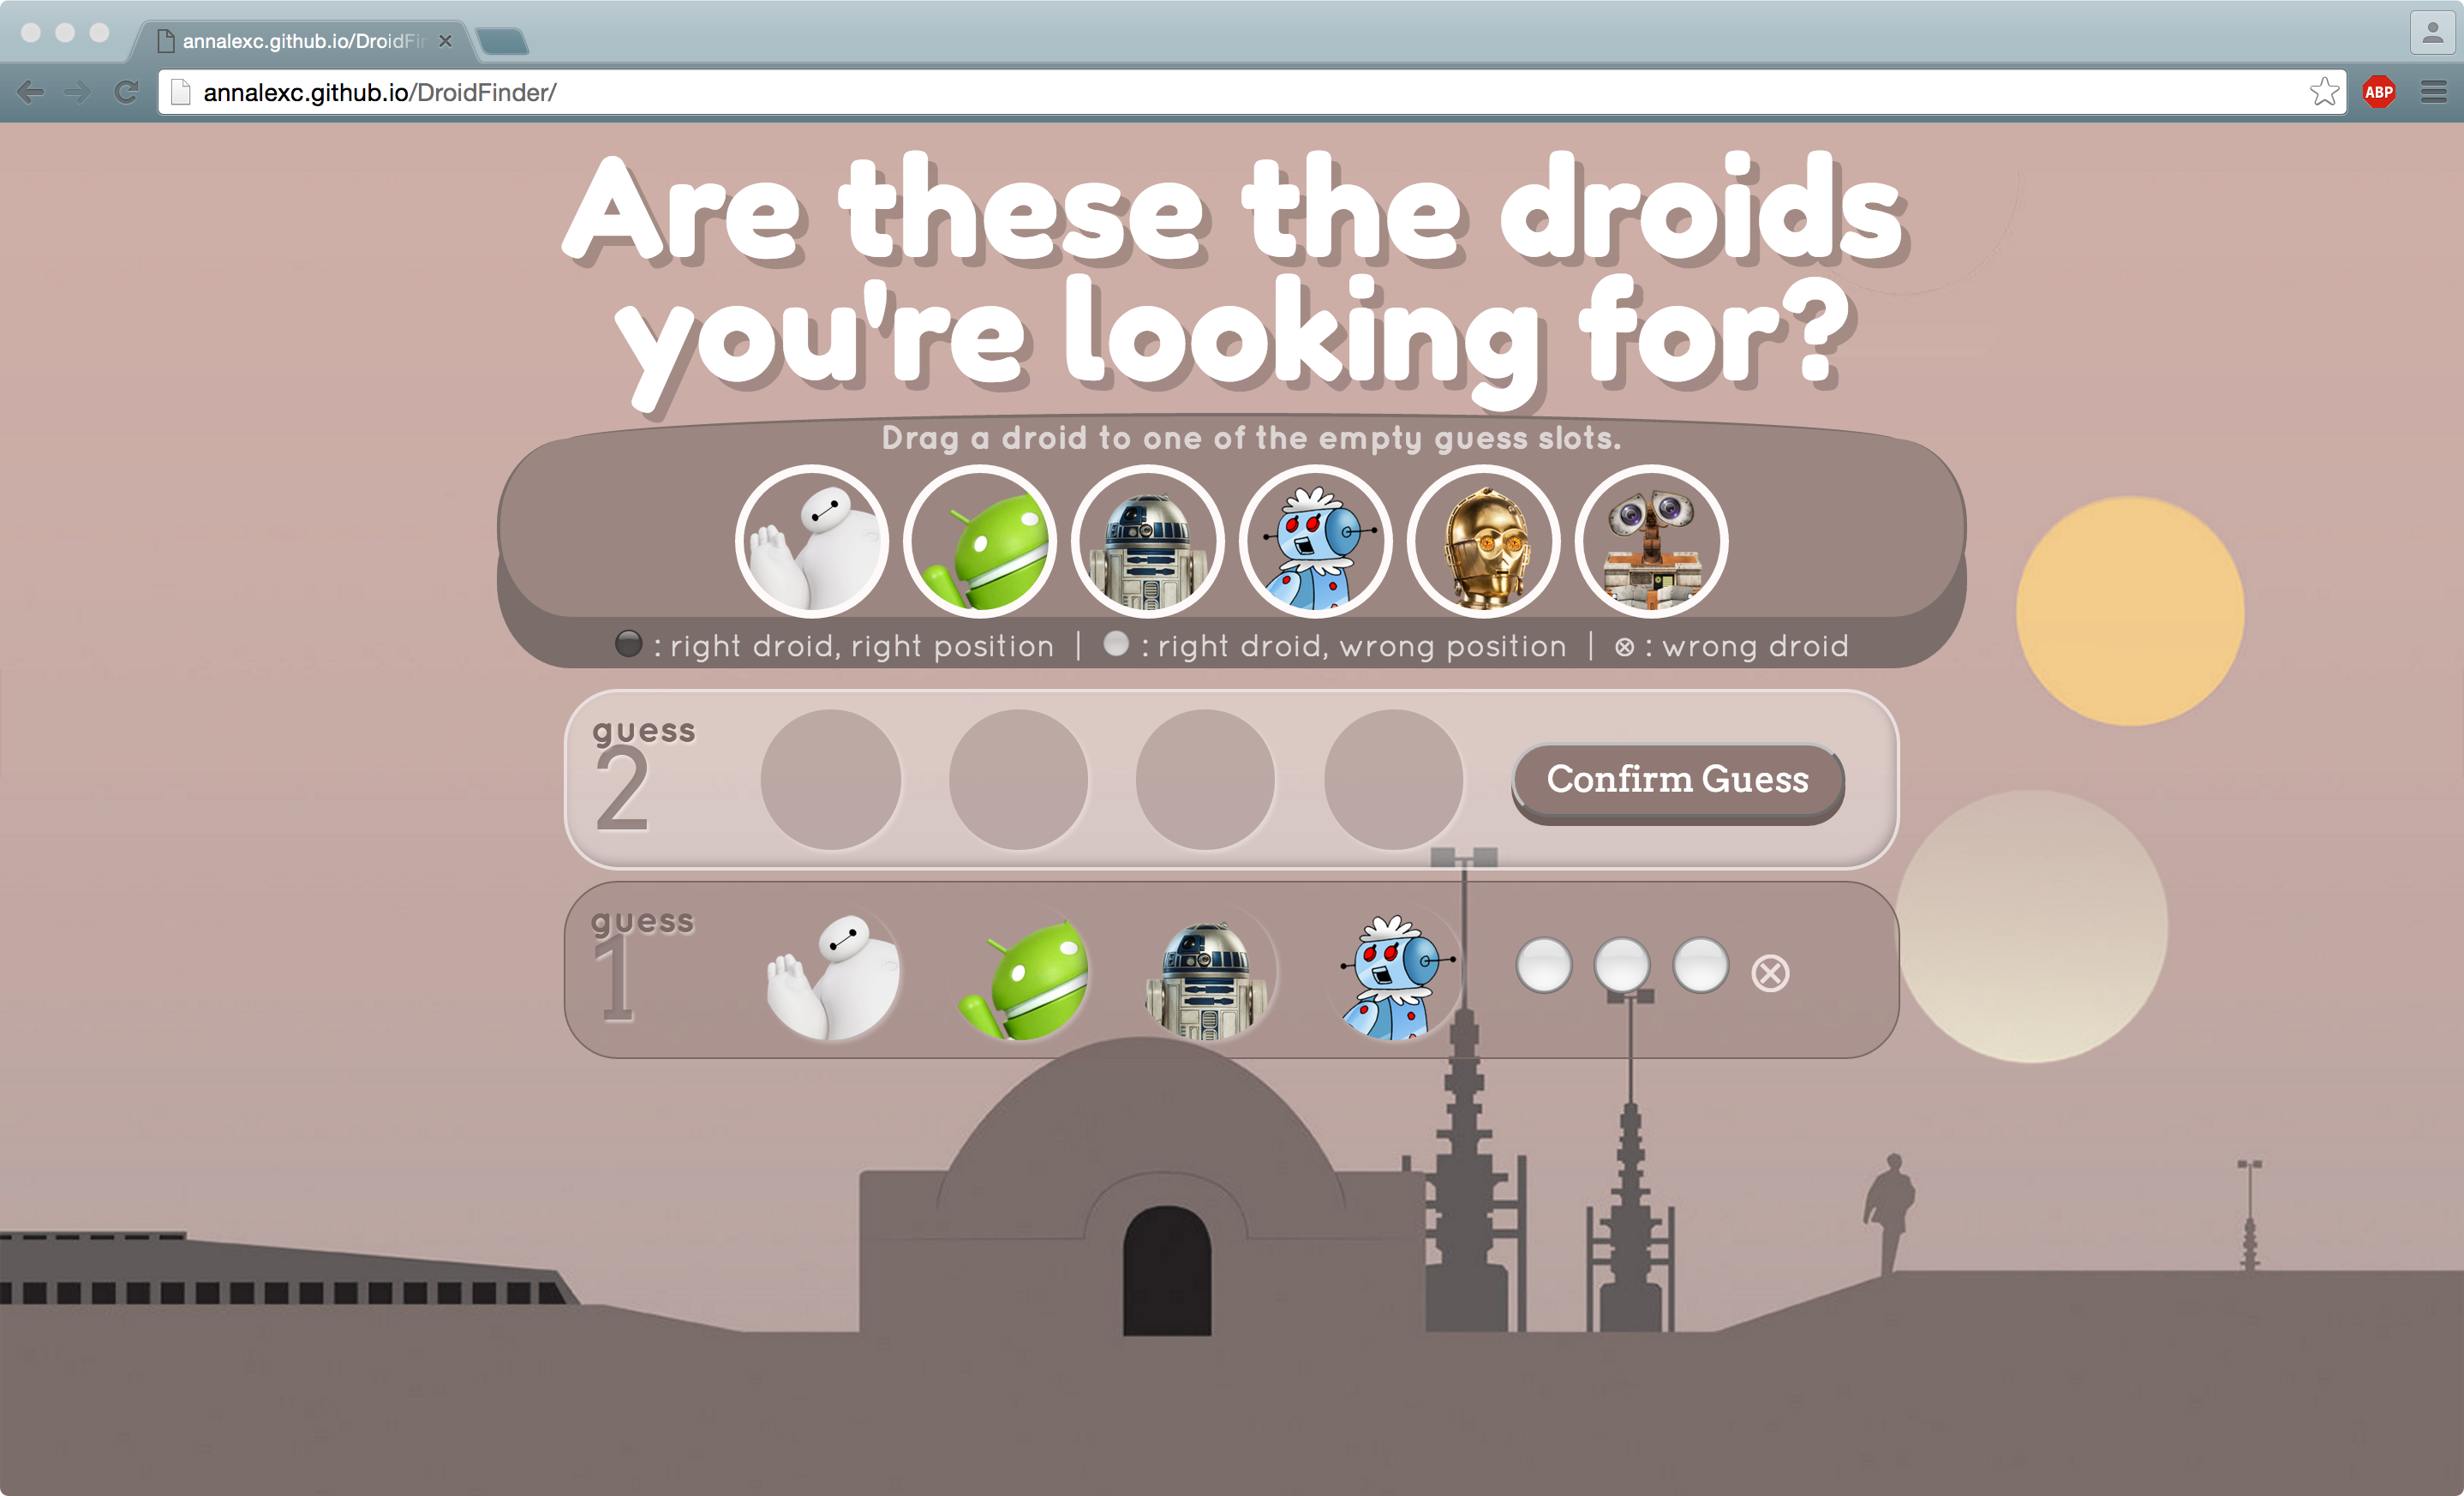 annalexc.github.io/DroidFi
annalexc.github.io/DroidFinder/
ABP
Are these the droids
you're looking for?
Drag a droid to one of the empty guess slots.
: right droid, right position | : right droid, wrong position | ⊗ : wrong droid
guess
2
Confirm Guess
guess
1